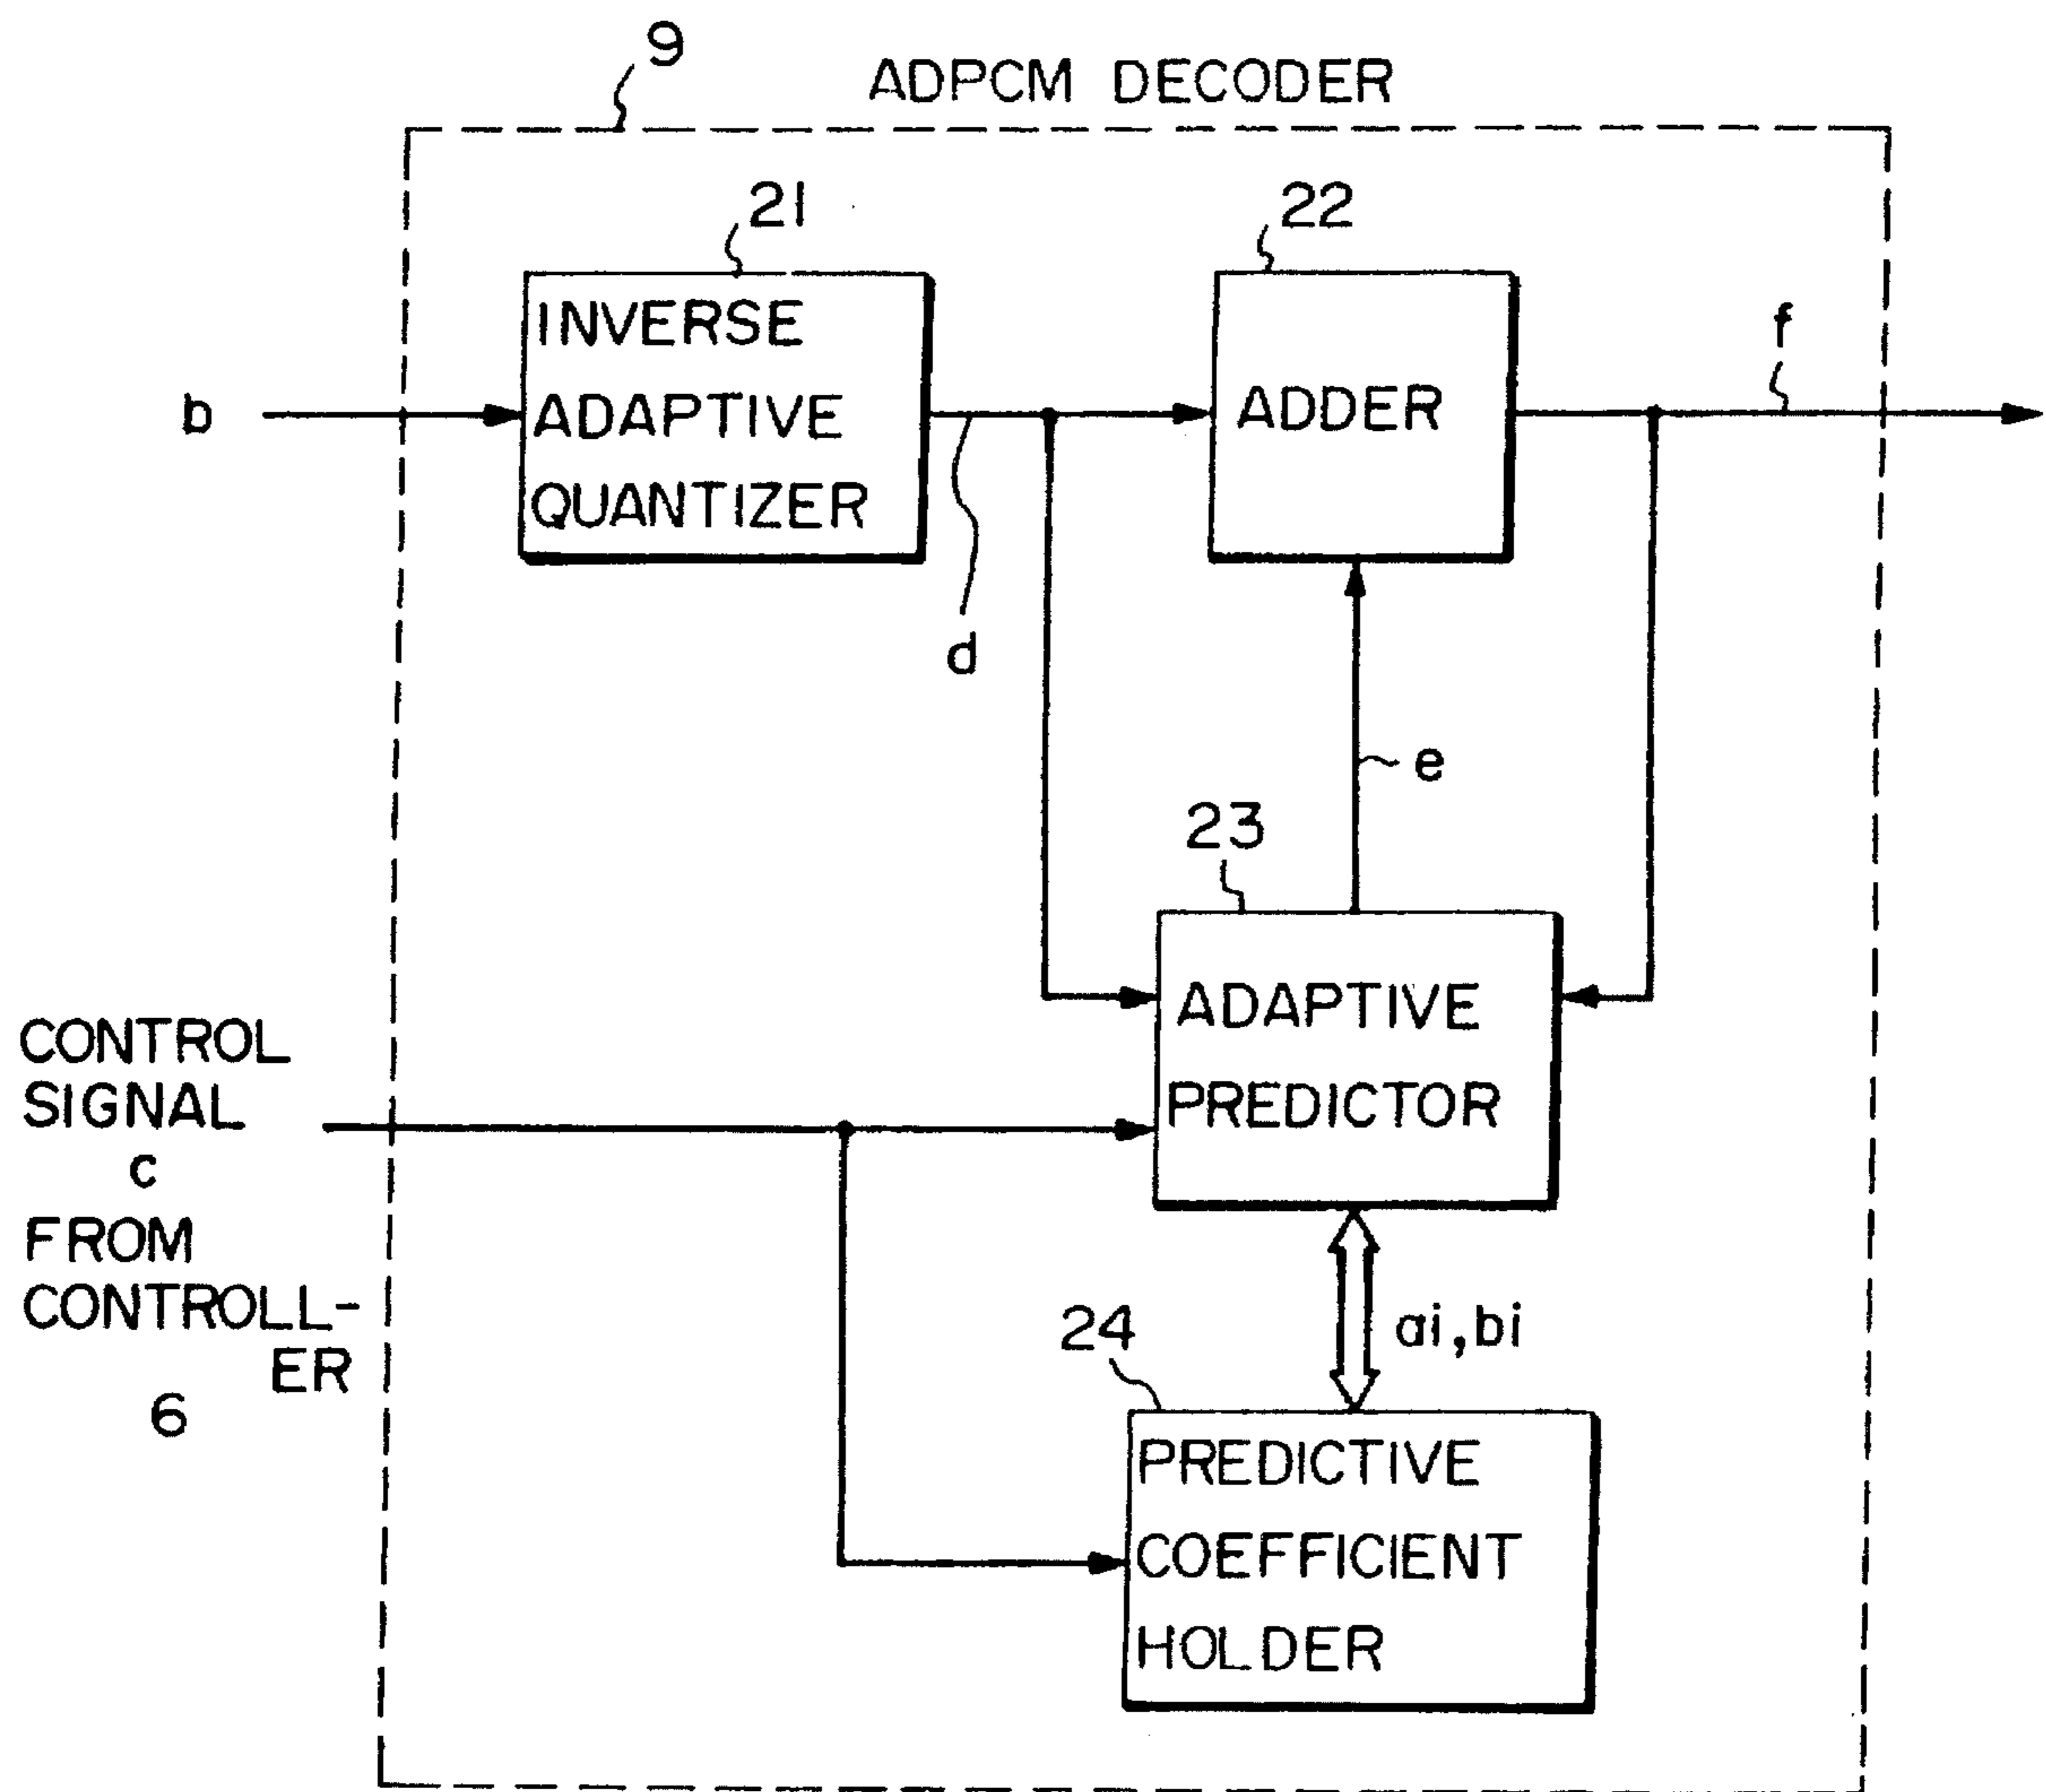 9
ADPCM DECODER
21
22
INVERSE
ADAPTIVE
QUANTIZER
ADDER
f
b
d
e
23
ADAPTIVE
PREDICTOR
CONTROL
SIGNAL
c
FROM
CONTROLL-
ER
6
24
ai,bi
PREDICTIVE
COEFFICIENT
HOLDER